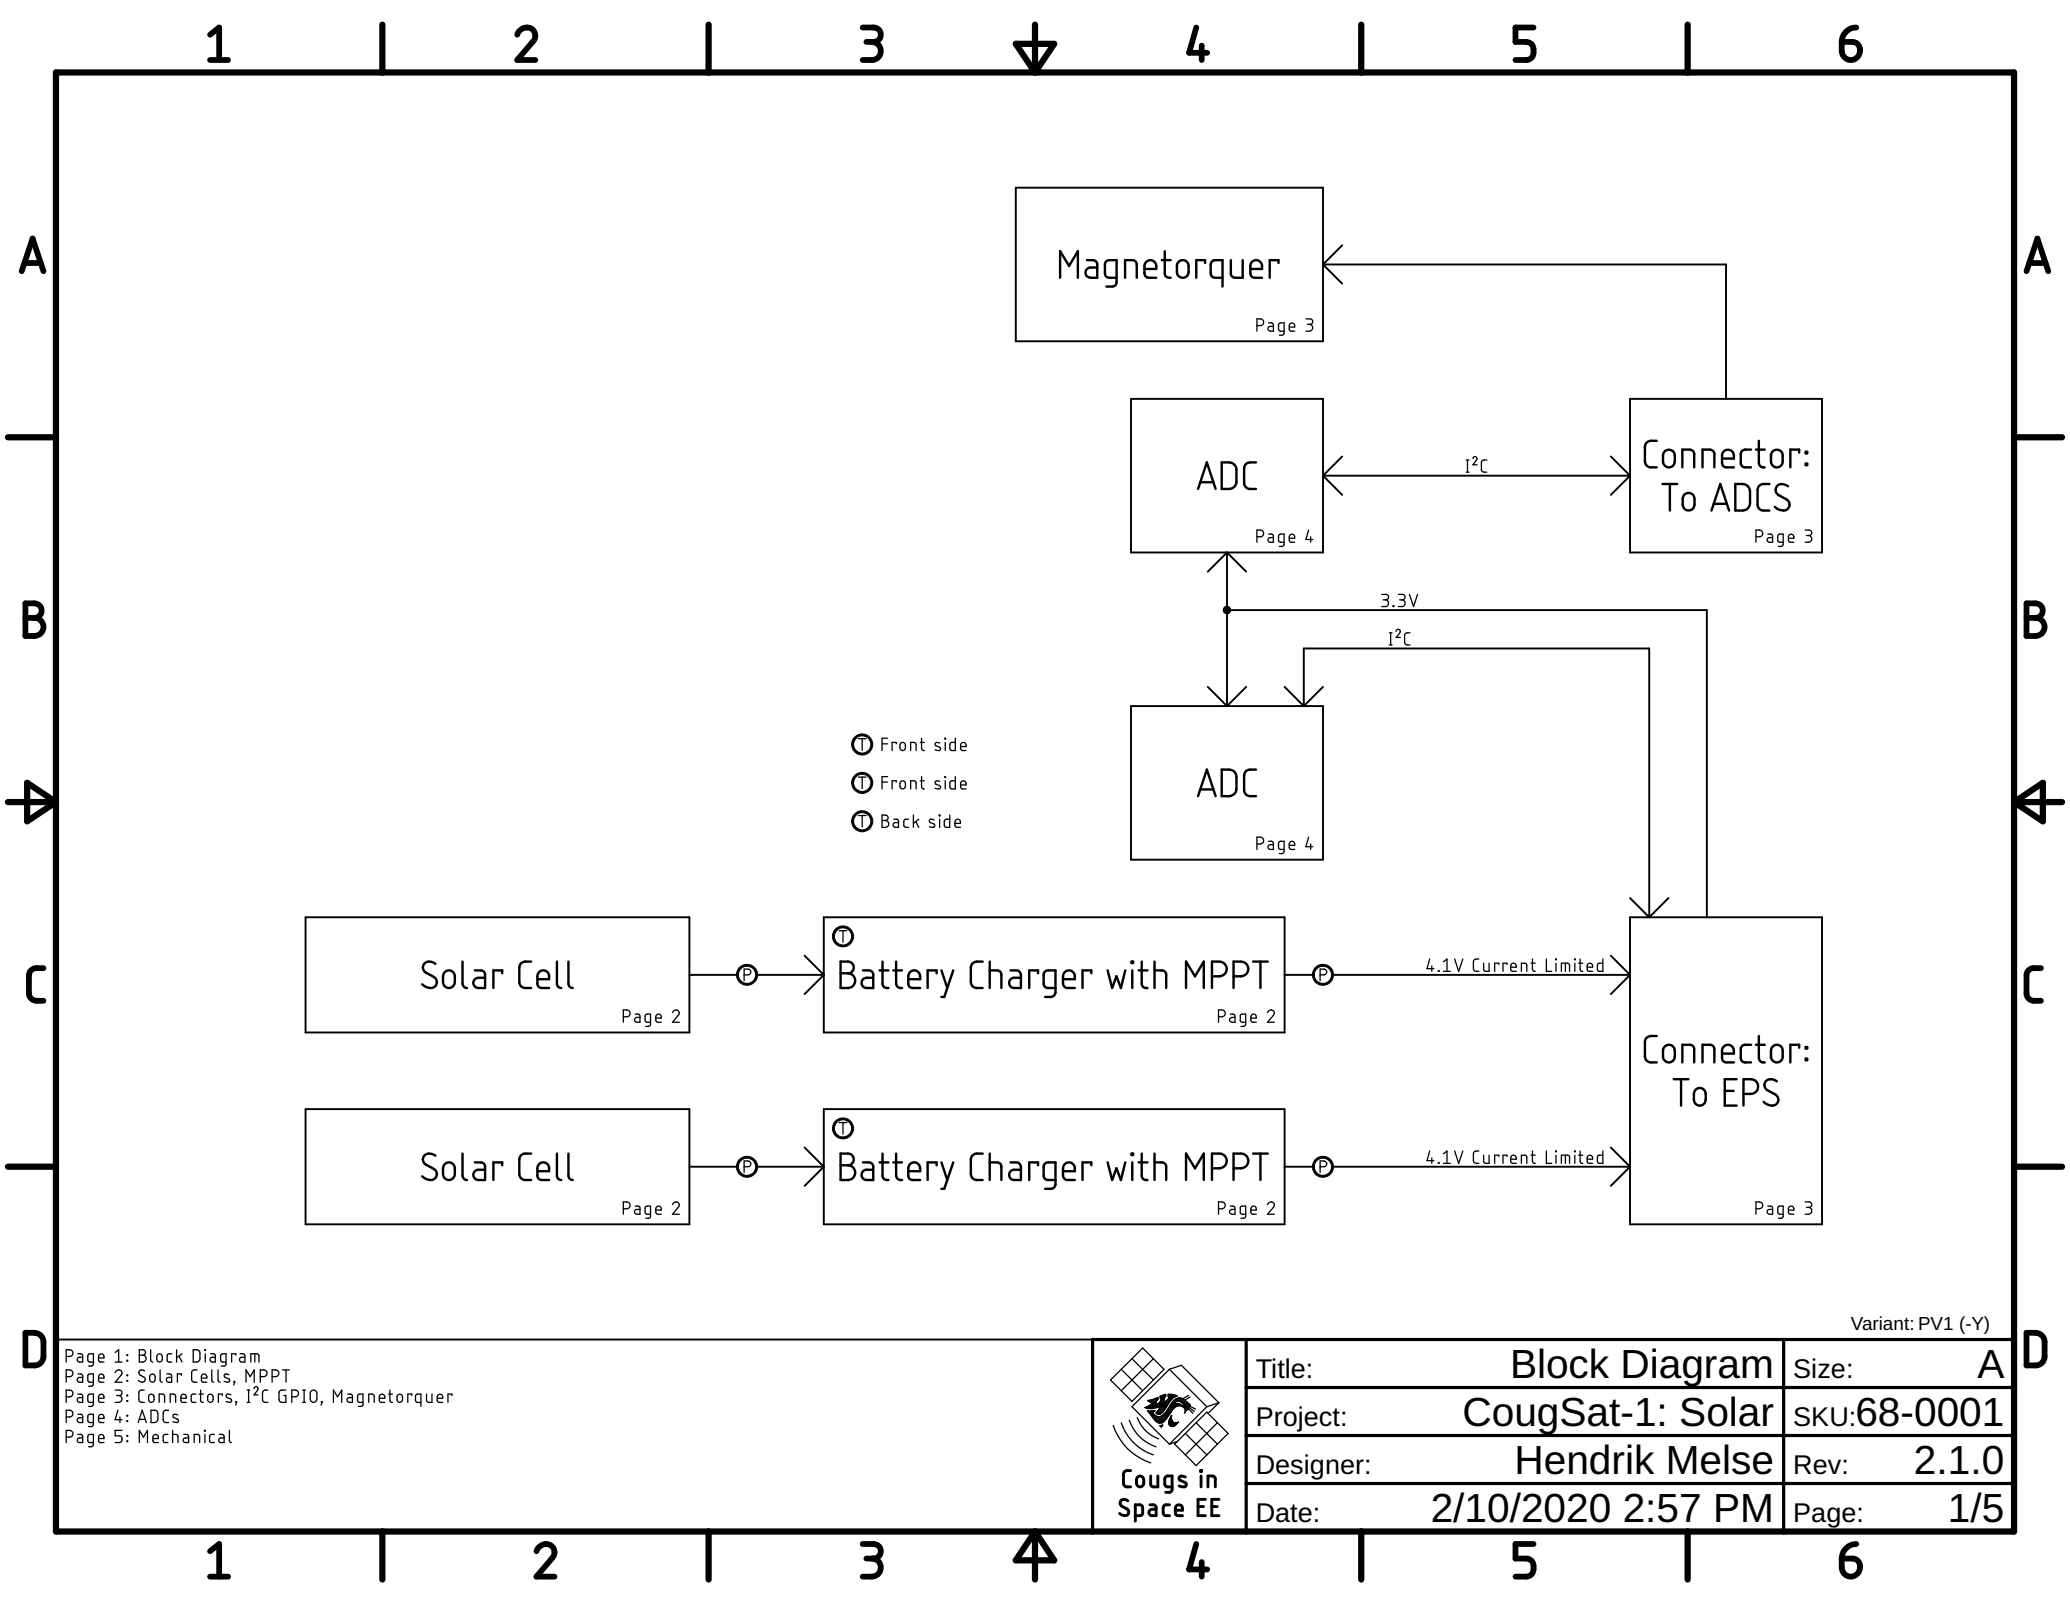 1 2 3 4 5 6
A A
Magnetorquer
Page 3
ADC
Page 4
I²C
Connector:
To ADCS
Page 3
B B
3.3V
I²C
T Front side
T Front side
T Back side
ADC
Page 4
C C
Solar Cell
Page 2
P
T
Battery Charger with MPPT
Page 2
P
4.1V Current Limited
Connector:
To EPS
Page 3
Solar Cell
Page 2
P
T
Battery Charger with MPPT
Page 2
P
4.1V Current Limited
Variant: PV1 (-Y)
D D
Page 1: Block Diagram
Page 2: Solar Cells, MPPT
Page 3: Connectors, I²C GPIO, Magnetorquer
Page 4: ADCs
Page 5: Mechanical
Cougs in
Space EE
Title: Block Diagram Size: A
Project: CougSat-1: Solar SKU:68-0001
Designer: Hendrik Melse Rev: 2.1.0
Date: 2/10/2020 2:57 PM Page: 1/5
1 2 3 4 5 6